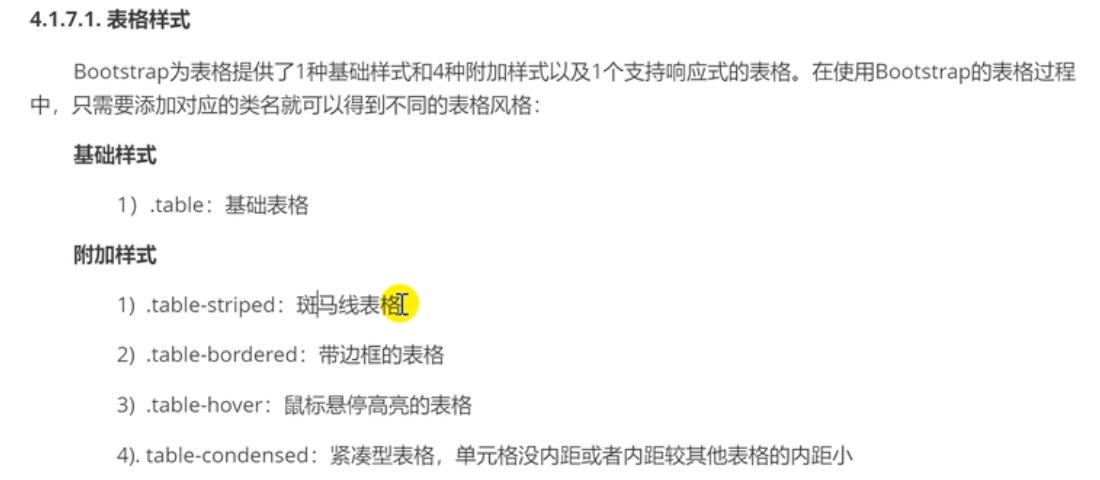 4.1.7.1. 表格样式
Bootstrap为表格提供了1种基础样式和4种附加样式以及1个支持响应式的表格。在使用Bootstrap的表格过程
中，只需要添加对应的类名就可以得到不同的表格风格：
基础样式
1）.table：基础表格
附加样式
1）.table-striped：斑马线表格
2）.table-bordered：带边框的表格
3）.table-hover：鼠标悬停高亮的表格
4）. table-condensed：紧凑型表格，单元格没内距或者内距较其他表格的内距小